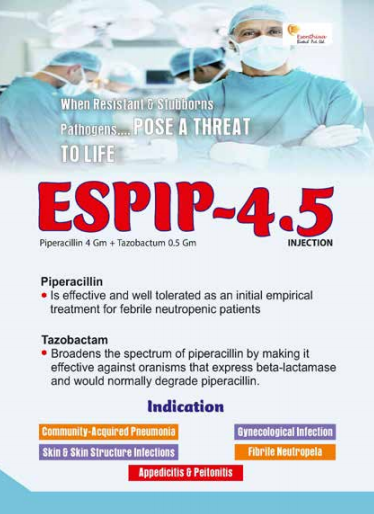 When Resistant & Stubborns
Pathogens.... POSE A THREAT
TO LIFE
ESPIP-4.5
Piperacillin 4 Gm + Tazobactum 0.5 Gm
INJECTION
Piperacillin
• Is effective and well tolerated as an initial empirical
treatment for febrile neutropenic patients
Tazobactam
• Broadens the spectrum of piperacillin by making it
effective against oranisms that express beta-lactamase
and would normally degrade piperacillin.
Indication
Community-Acquired Pneumonia
Gynecological Infection
Skin & Skin Structure Infections
Fibrile Neutropela
Appedicitis & Peitonitis